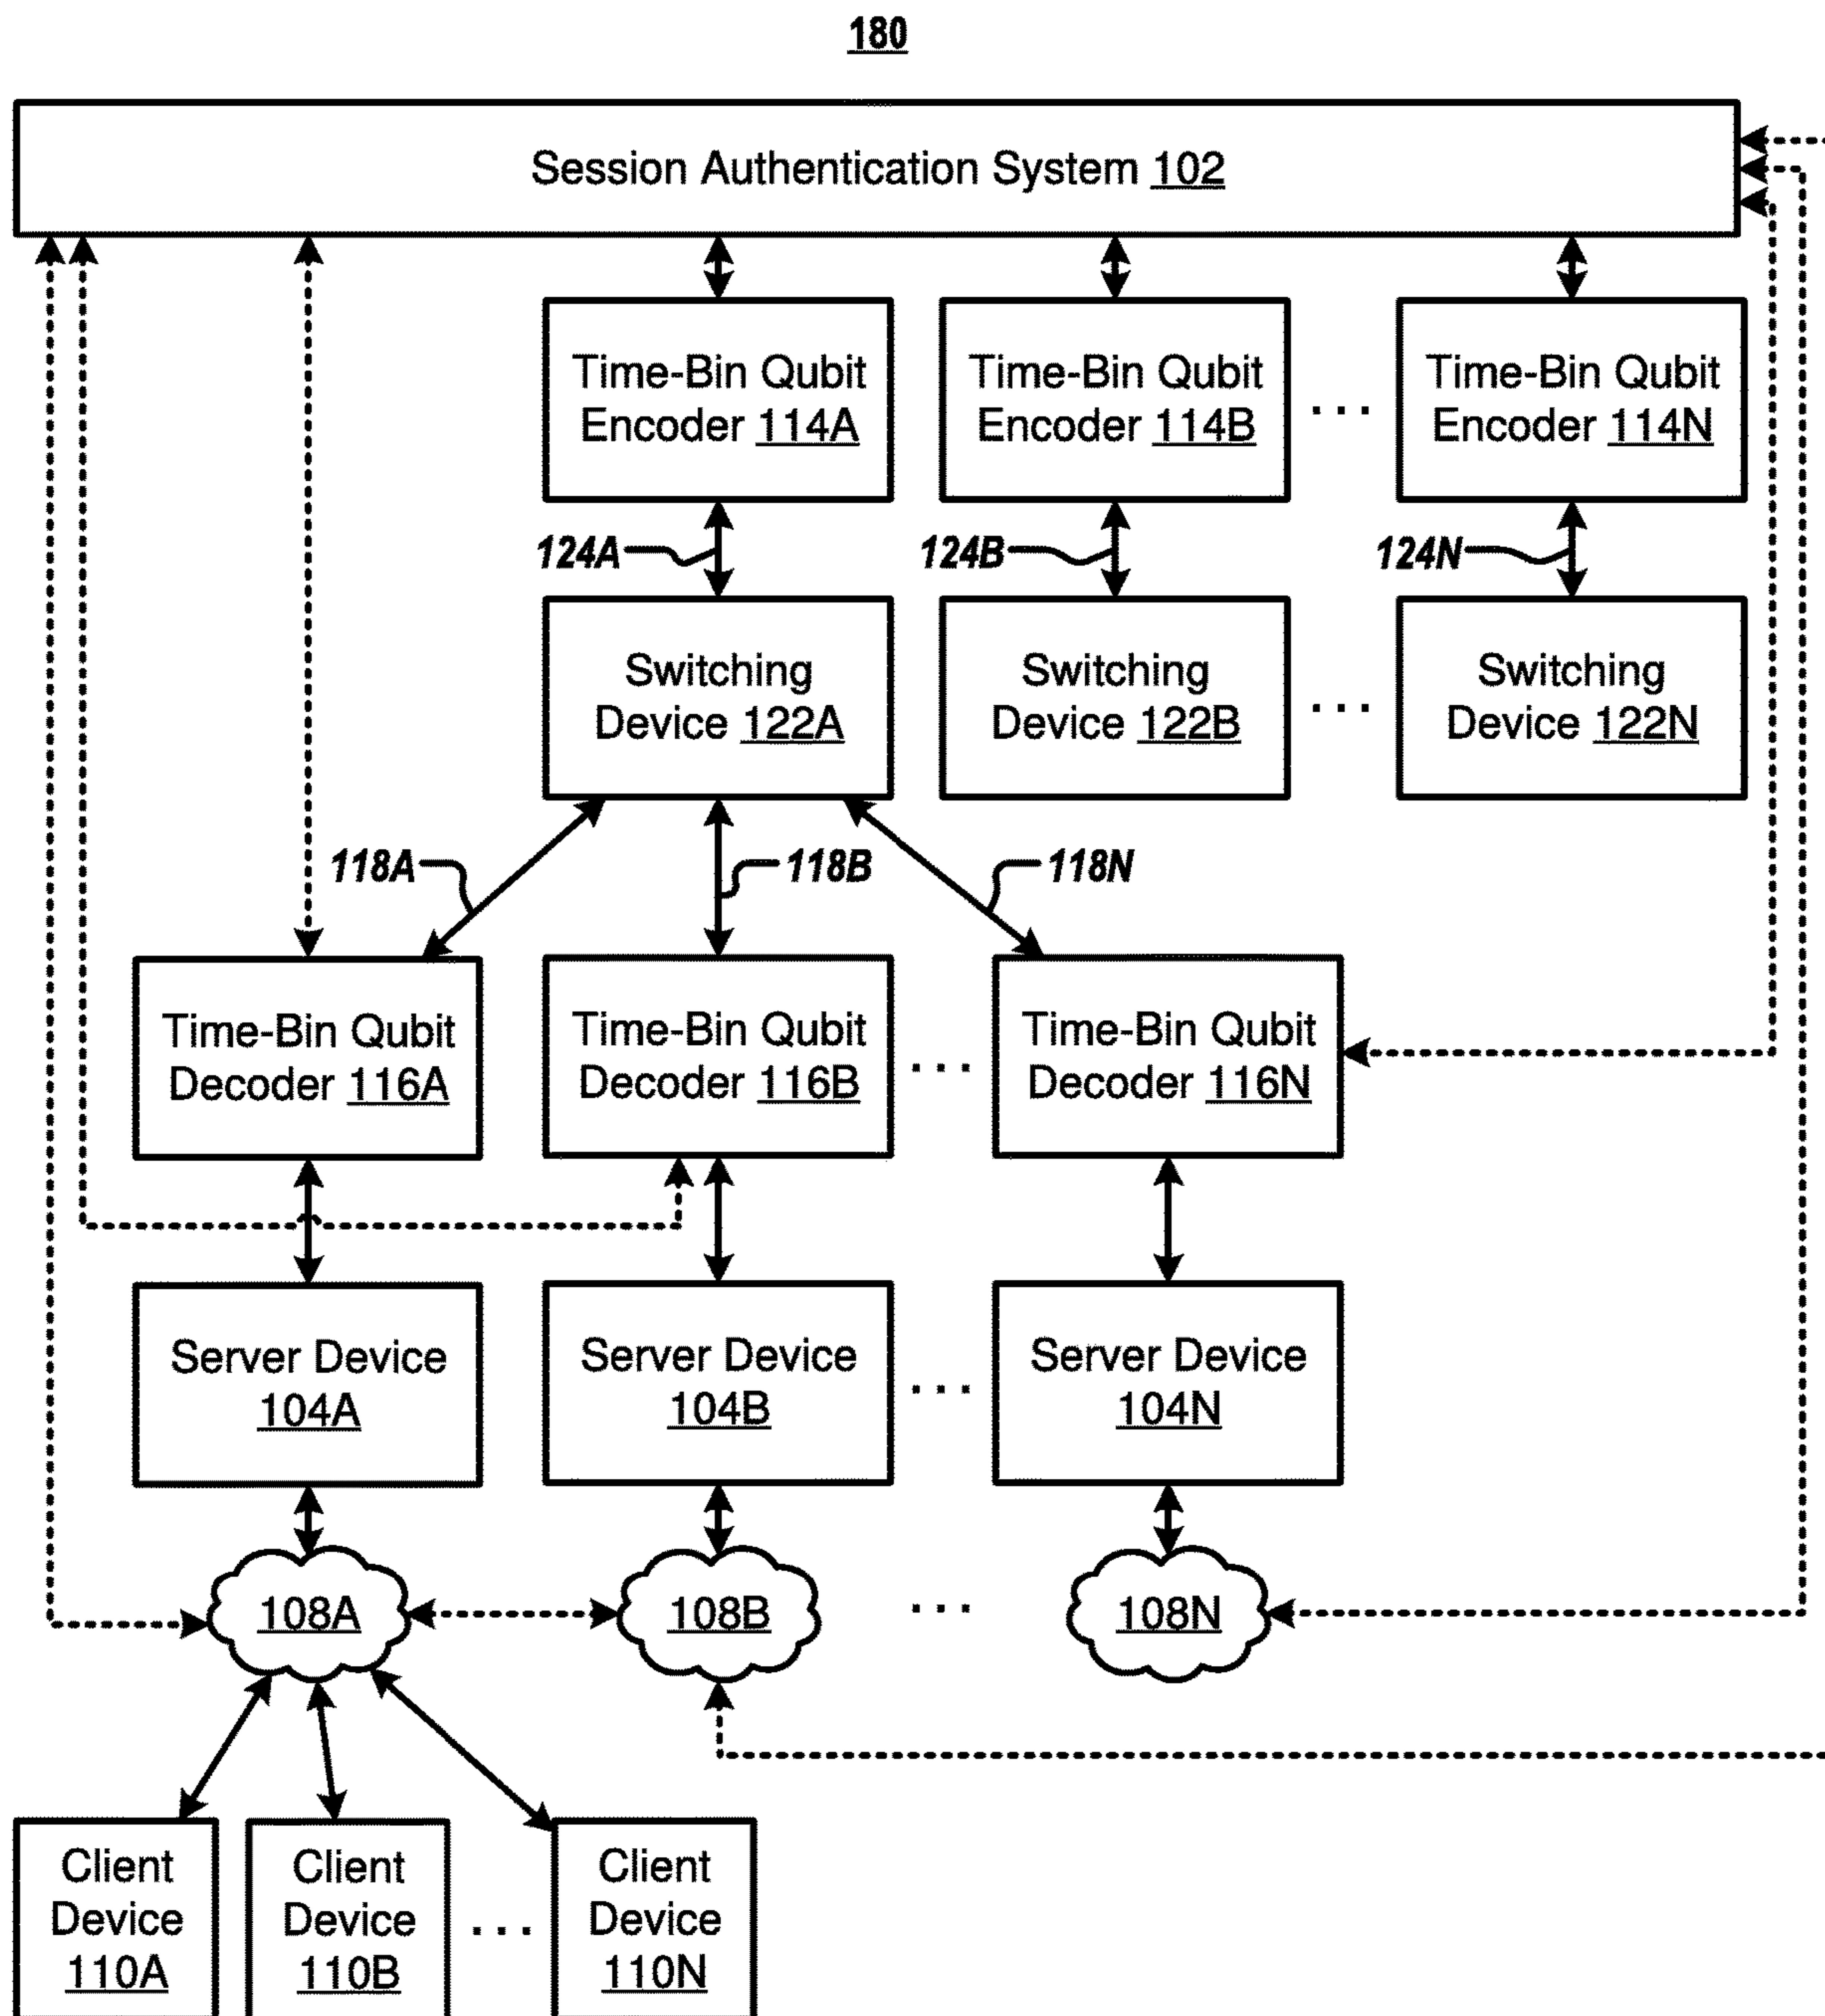 180
Session Authentication System 102
Time-Bin Qubit
Encoder 114A
Time-Bin Qubit
Encoder 114B
...
Time-Bin Qubit
Encoder 114N
124A
124B
124N
Switching
Device 122A
Switching
Device 122B
...
Switching
Device 122N
118A
118B
118N
Time-Bin Qubit
Decoder 116A
Time-Bin Qubit
Decoder 116B
...
Time-Bin Qubit
Decoder 116N
Server Device
104A
Server Device
104B
...
Server Device
104N
108A
108B
...
108N
Client
Device
110A
Client
Device
110B
...
Client
Device
110N